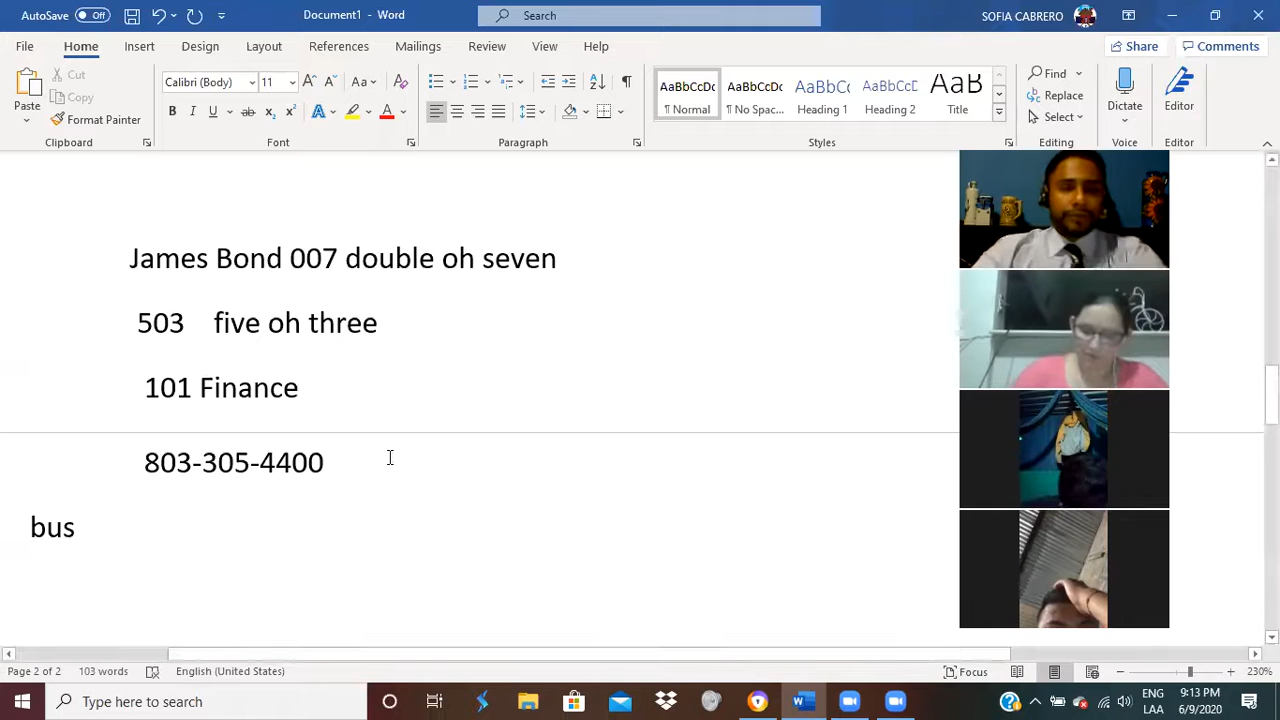 AutoSave Off Document1 - Word Search SOFIA CABRERO
File Home Insert Design Layout References Mailings Review View Help Share Comments
Paste Cut Copy Format Painter Clipboard
Calibri (Body) 11 Aa B I U ab x x A A Font
Paragraph
AaBbCcDc AaBbCcDc AaBbCc AaBbCcC AaB
¶ Normal ¶ No Spac... Heading 1 Heading 2 Title
Styles
Find Replace Select Editing
Dictate Voice
Editor Editor
James Bond 007 double oh seven
503 five oh three
101 Finance
803-305-4400
bus
Page 2 of 2 103 words English (United States) Focus 230%
Type here to search ENG LAA 9:13 PM 6/9/2020